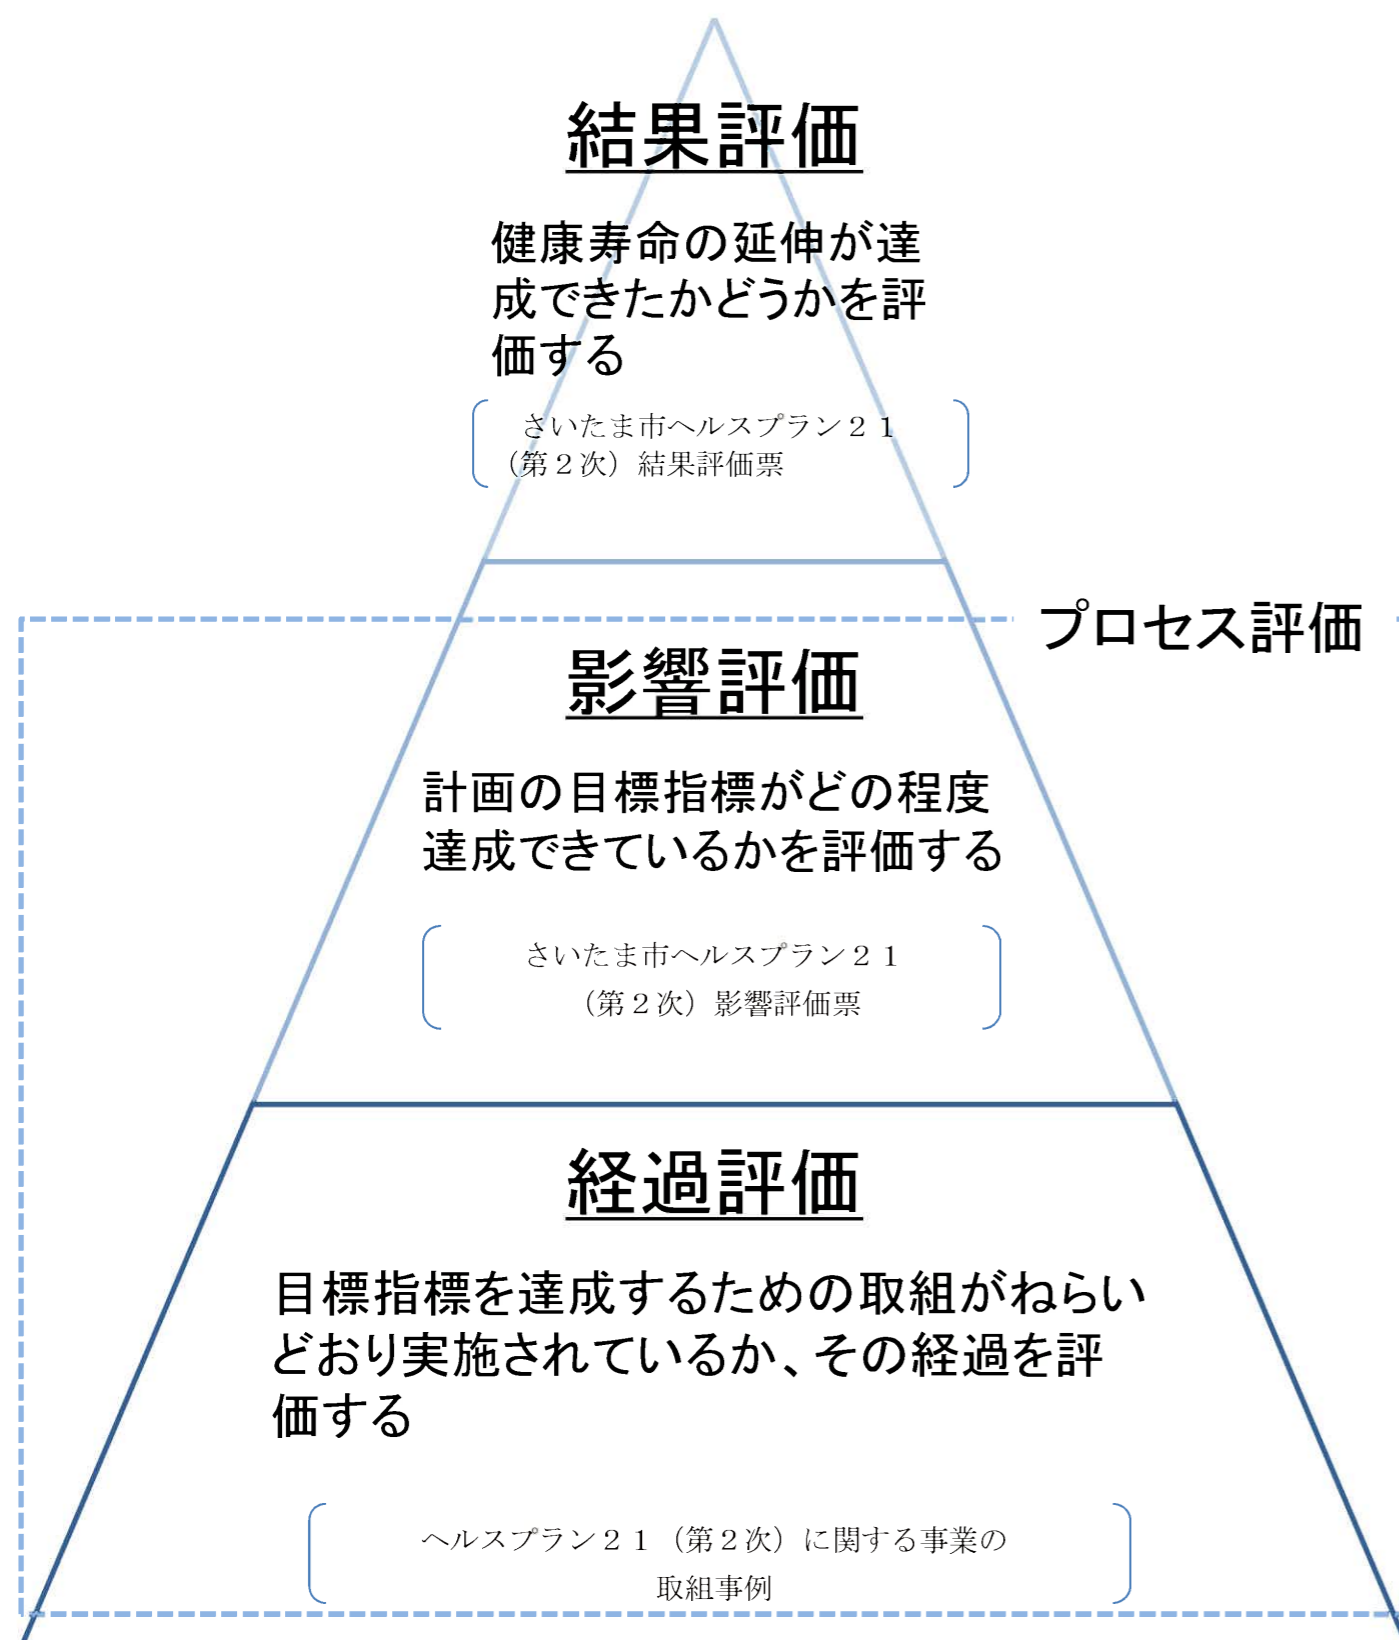 結果評価
健康寿命の延伸が達
成できたかどうかを評
価する
さいたま市ヘルスプラン２１
（第２次）結果評価票
プロセス評価
影響評価
計画の目標指標がどの程度
達成できているかを評価する
さいたま市ヘルスプラン２１
（第２次）影響評価票
経過評価
目標指標を達成するための取組がねらい
どおり実施されているか、その経過を評
価する
ヘルスプラン２１（第２次）に関する事業の
取組事例